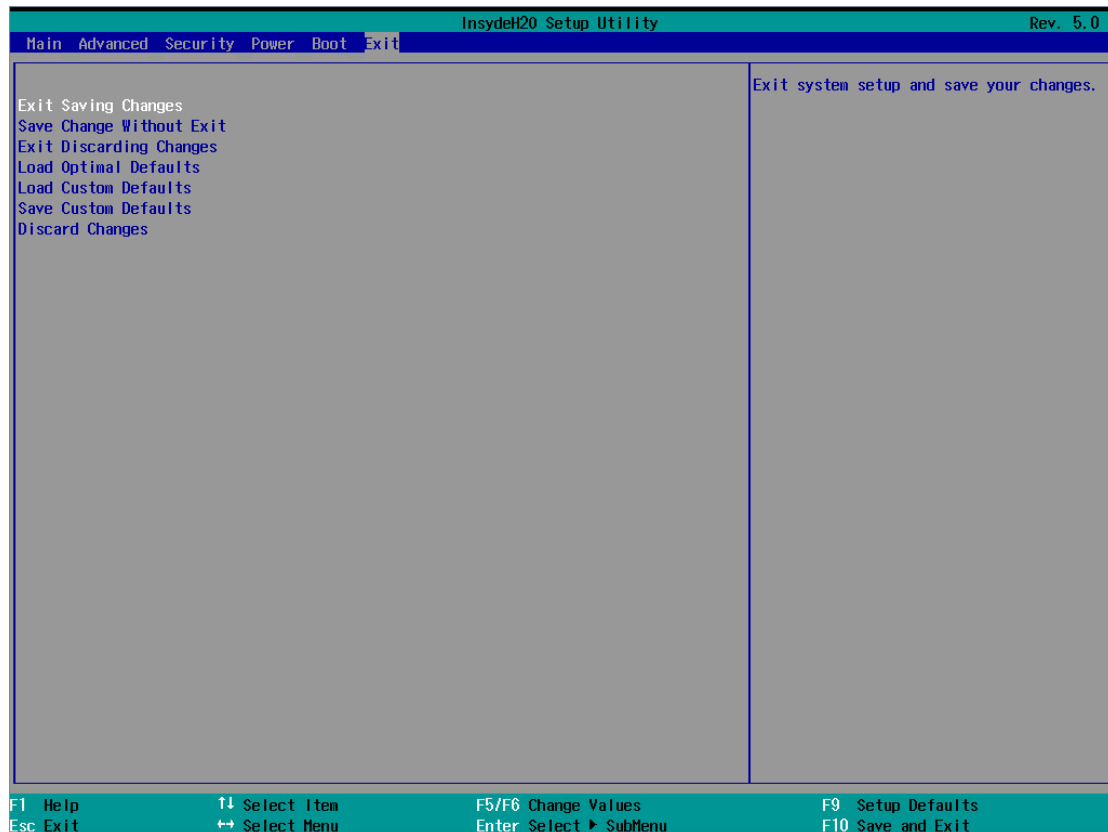 InsydeH20 Setup Utility Rev. 5.0
Main Advanced Security Power Boot Exit
Exit system setup and save your changes.
Exit Saving Changes
Save Change Without Exit
Exit Discarding Changes
Load Optimal Defaults
Load Custom Defaults
Save Custom Defaults
Discard Changes
F1 Help ↑↓ Select Item F5/F6 Change Values F9 Setup Defaults
Esc Exit ↔ Select Menu Enter Select ▶ SubMenu F10 Save and Exit